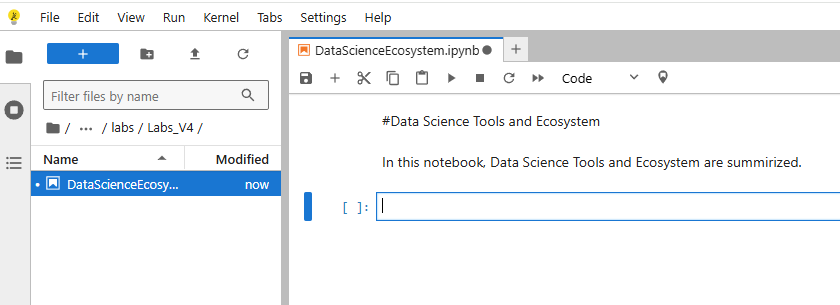 File Edit View Run Kernel Tabs Settings Help
+
Filter files by name
/ ... / labs / Labs_V4 /
Name Modified
DataScienceEcosy... now
DataScienceEcosystem.ipynb
Code
#Data Science Tools and Ecosystem
In this notebook, Data Science Tools and Ecosystem are summirized.
[ ]: